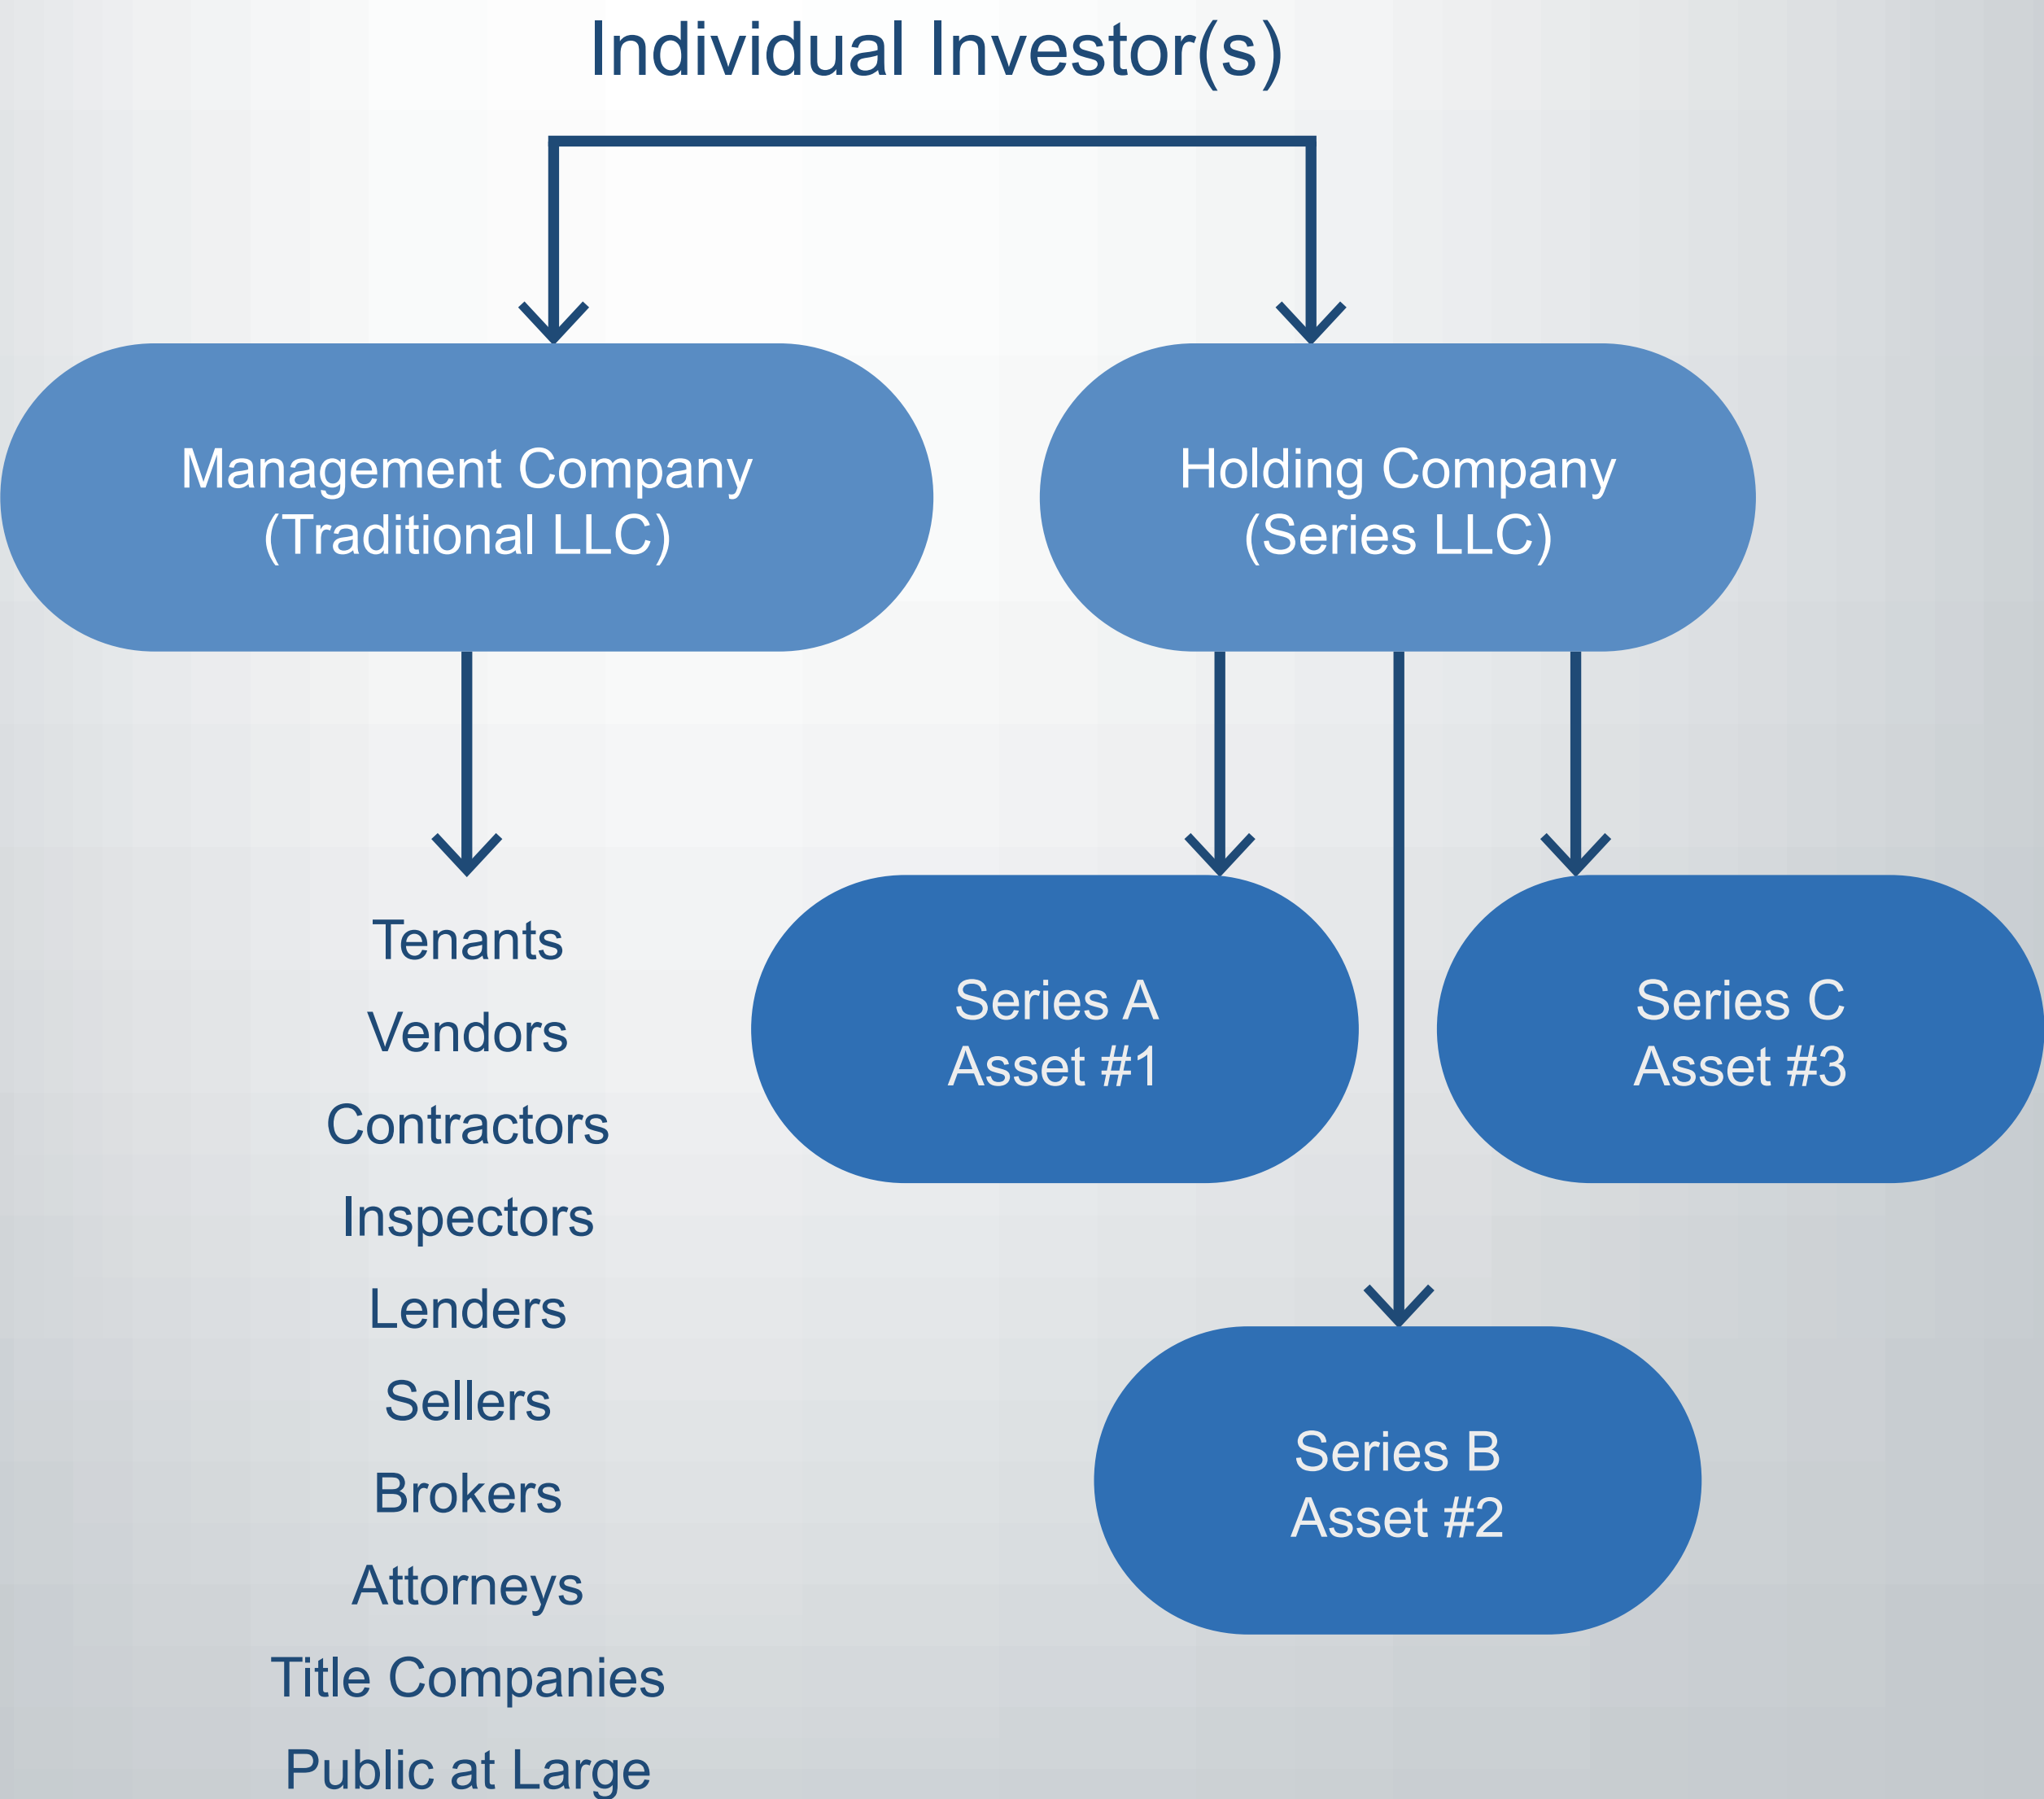 Individual Investor(s)
Management Company
(Traditional LLC)
Holding Company
(Series LLC)
Tenants
Vendors
Contractors
Inspectors
Lenders
Sellers
Brokers
Attorneys
Title Companies
Public at Large
Series A
Asset #1
Series C
Asset #3
Series B
Asset #2